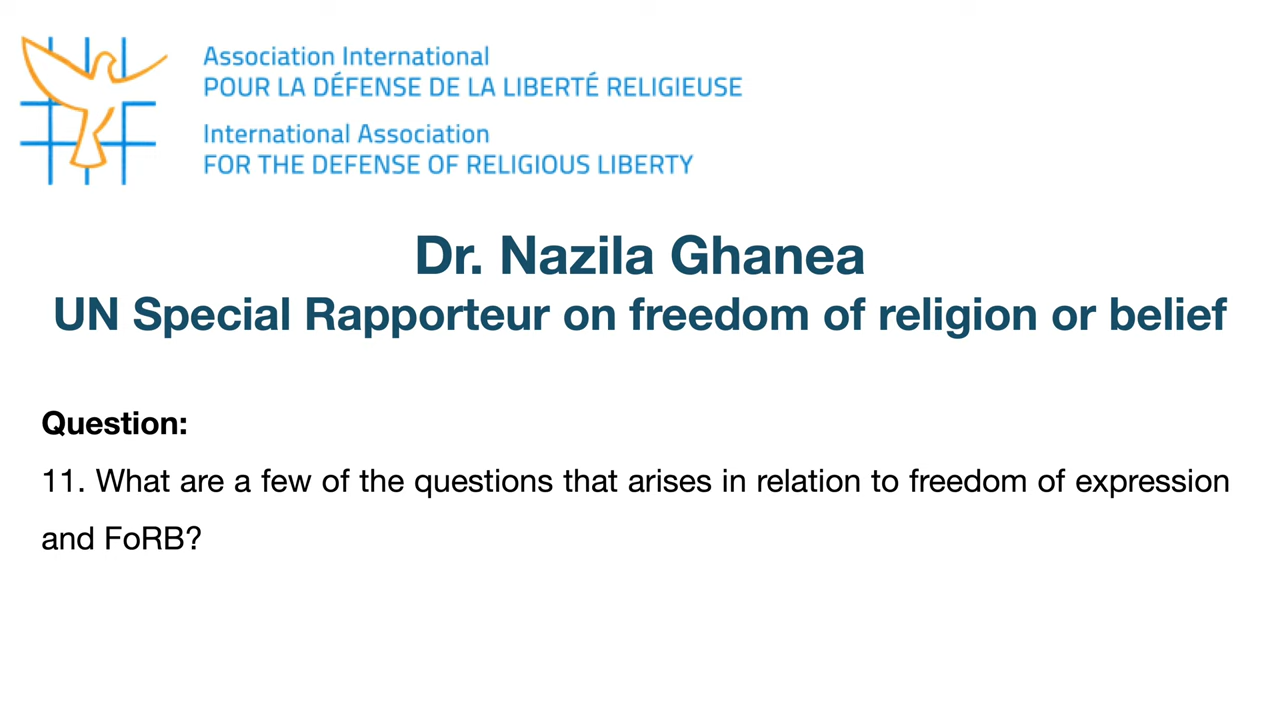 Association International
POUR LA DÉFENSE DE LA LIBERTÉ RELIGIEUSE
International Association
FOR THE DEFENSE OF RELIGIOUS LIBERTY
Dr. Nazila Ghanea
UN Special Rapporteur on freedom of religion or belief
Question:
11. What are a few of the questions that arises in relation to freedom of expression
and FoRB?